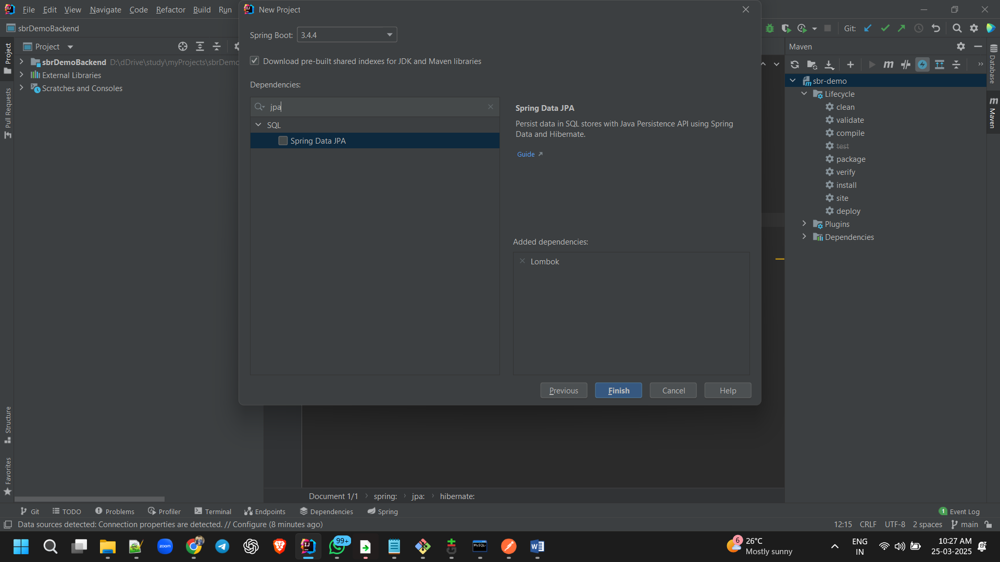 File Edit View Navigate Code Refactor Build Run
New Project
sbrDemoBackend
Git:
Project
sbrDemoBackend D:\dDrive\study\myProjects\sbrDemo
External Libraries
Scratches and Consoles
Project
Pull Requests
Structure
Favorites
Spring Boot: 3.4.4
Download pre-built shared indexes for JDK and Maven libraries
Dependencies:
jpa
SQL
Spring Data JPA
Spring Data JPA
Persist data in SQL stores with Java Persistence API using Spring
Data and Hibernate.
Guide
Added dependencies:
Lombok
Previous Finish Cancel Help
Maven
sbr-demo
Lifecycle
clean
validate
compile
test
package
verify
install
site
deploy
Plugins
Dependencies
Database
Maven
Document 1/1 spring: jpa: hibernate:
Git TODO Problems Profiler Terminal Endpoints Dependencies Spring
1 Event Log
Data sources detected: Connection properties are detected. // Configure (8 minutes ago)
12:15 CRLF UTF-8 2 spaces main
zoom
99+
MySQL
6
26°C
Mostly sunny
ENG
IN
10:27 AM
25-03-2025